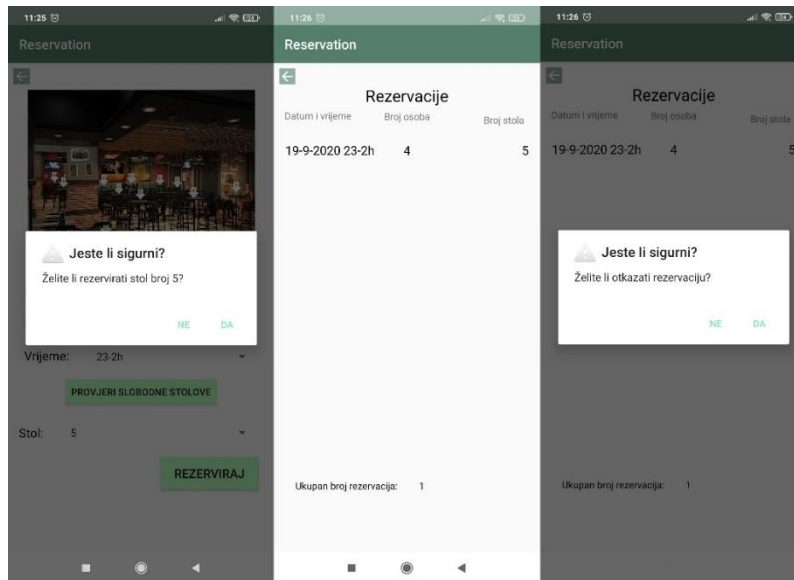 11:25
Reservation
Jeste li sigurni?
Želite li rezervirati stol broj 5?
NE DA
Vrijeme: 23-2h
PROVJERI SLOBODNE STOLOVE
Stol: 5
REZERVIRAJ
11:26
Reservation
Rezervacije
Datum i vrijeme Broj osoba Broj stola
19-9-2020 23-2h 4 5
Ukupan broj rezervacija: 1
11:26
Reservation
Rezervacije
Datum i vrijeme Broj osoba Broj stola
19-9-2020 23-2h 4 5
Jeste li sigurni?
Želite li otkazati rezervaciju?
NE DA
Ukupan broj rezervacija: 1